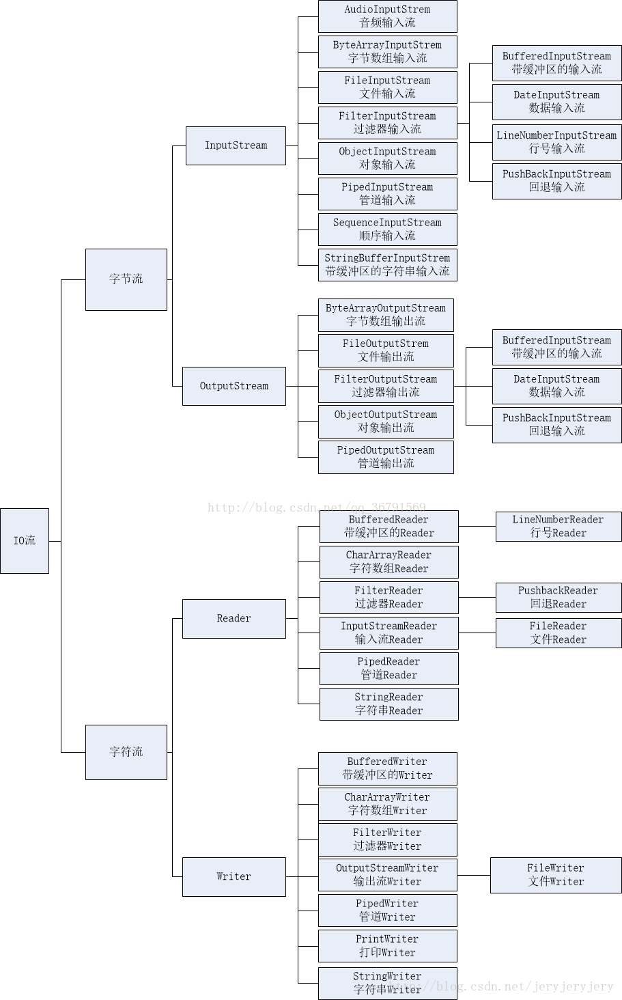 AudioInputStrem
音频输入流
ByteArrayInputStrem
字节数组输入流
FileInputStream
文件输入流
FilterInputStream
过滤器输入流
ObjectInputStream
对象输入流
PipedInputStream
管道输入流
SequenceInputStream
顺序输入流
StringBufferInputStrem
带缓冲区的字符串输入流
BufferedInputStream
带缓冲区的输入流
DateInputStream
数据输入流
LineNumberInputStream
行号输入流
PushBackInputStream
回退输入流
InputStream
字节流
ByteArrayOutputStream
字节数组输出流
FileOutputStrem
文件输出流
FilterOutputStream
过滤器输出流
ObjectOutputStream
对象输出流
PipedOutputStream
管道输出流
BufferedInputStream
带缓冲区的输入流
DateInputStream
数据输入流
PushBackInputStream
回退输入流
OutputStream
http://blog.csdn.net/qq_36791569
IO流
BufferedReader
带缓冲区的Reader
CharArrayReader
字符数组Reader
FilterReader
过滤器Reader
InputStreamReader
输入流Reader
PipedReader
管道Reader
StringReader
字符串Reader
LineNumberReader
行号Reader
PushbackReader
回退Reader
FileReader
文件Reader
Reader
字符流
BufferedWriter
带缓冲区的Writer
CharArrayWriter
字符数组Writer
FilterWriter
过滤器Writer
OutputStreamWriter
输出流Writer
PipedWriter
管道Writer
PrintWriter
打印Writer
StringWriter
字符串Writer
FileWriter
文件Writer
Writer
http://blog.csdn.net/jeryjeryjery